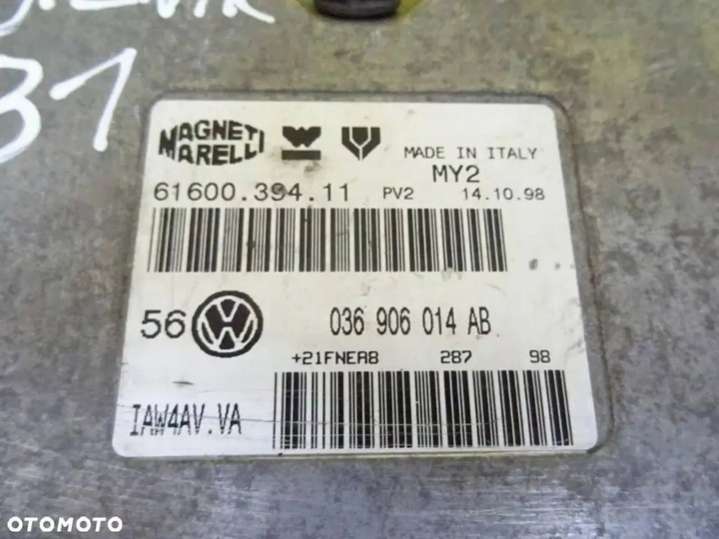 31
MAGNETI MARELLI
MADE IN ITALY
MY2
61600.394.11 PV2 14.10.98
56 036 906 014 AB
+21FNEA8 287 98
IAW4AV.VA
OTOMOTO